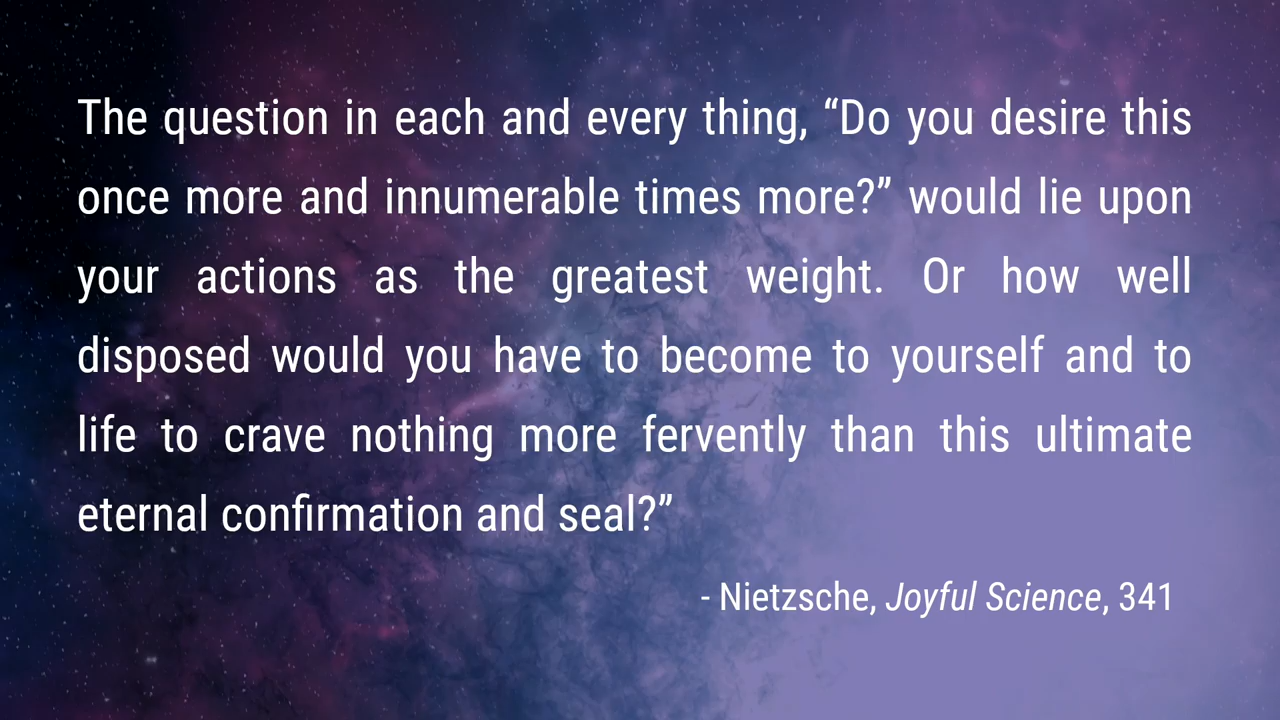 The question in each and every thing, “Do you desire this
once more and innumerable times more?” would lie upon
your actions as the greatest weight. Or how well
disposed would you have to become to yourself and to
life to crave nothing more fervently than this ultimate
eternal confirmation and seal?”
- Nietzsche, Joyful Science, 341